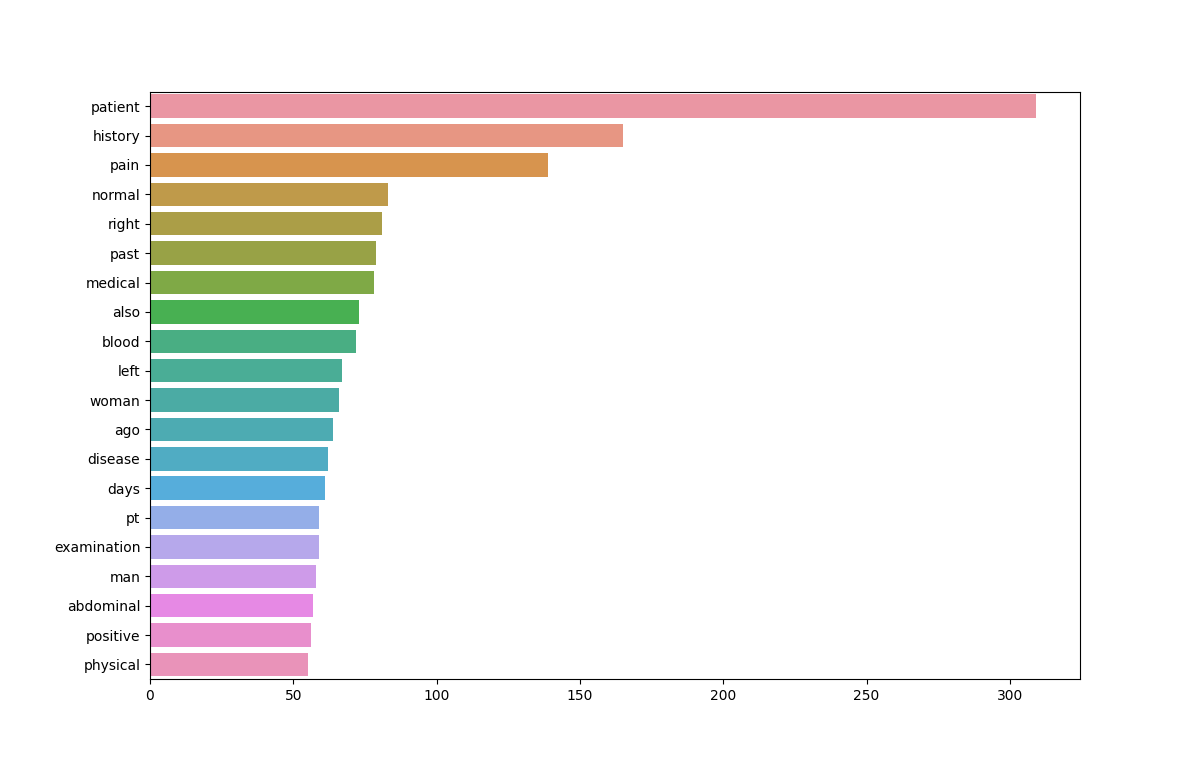 patient
history
pain
normal
right
past
medical
also
blood
left
woman
ago
disease
days
pt
examination
man
abdominal
positive
physical
0 50 100 150 200 250 300